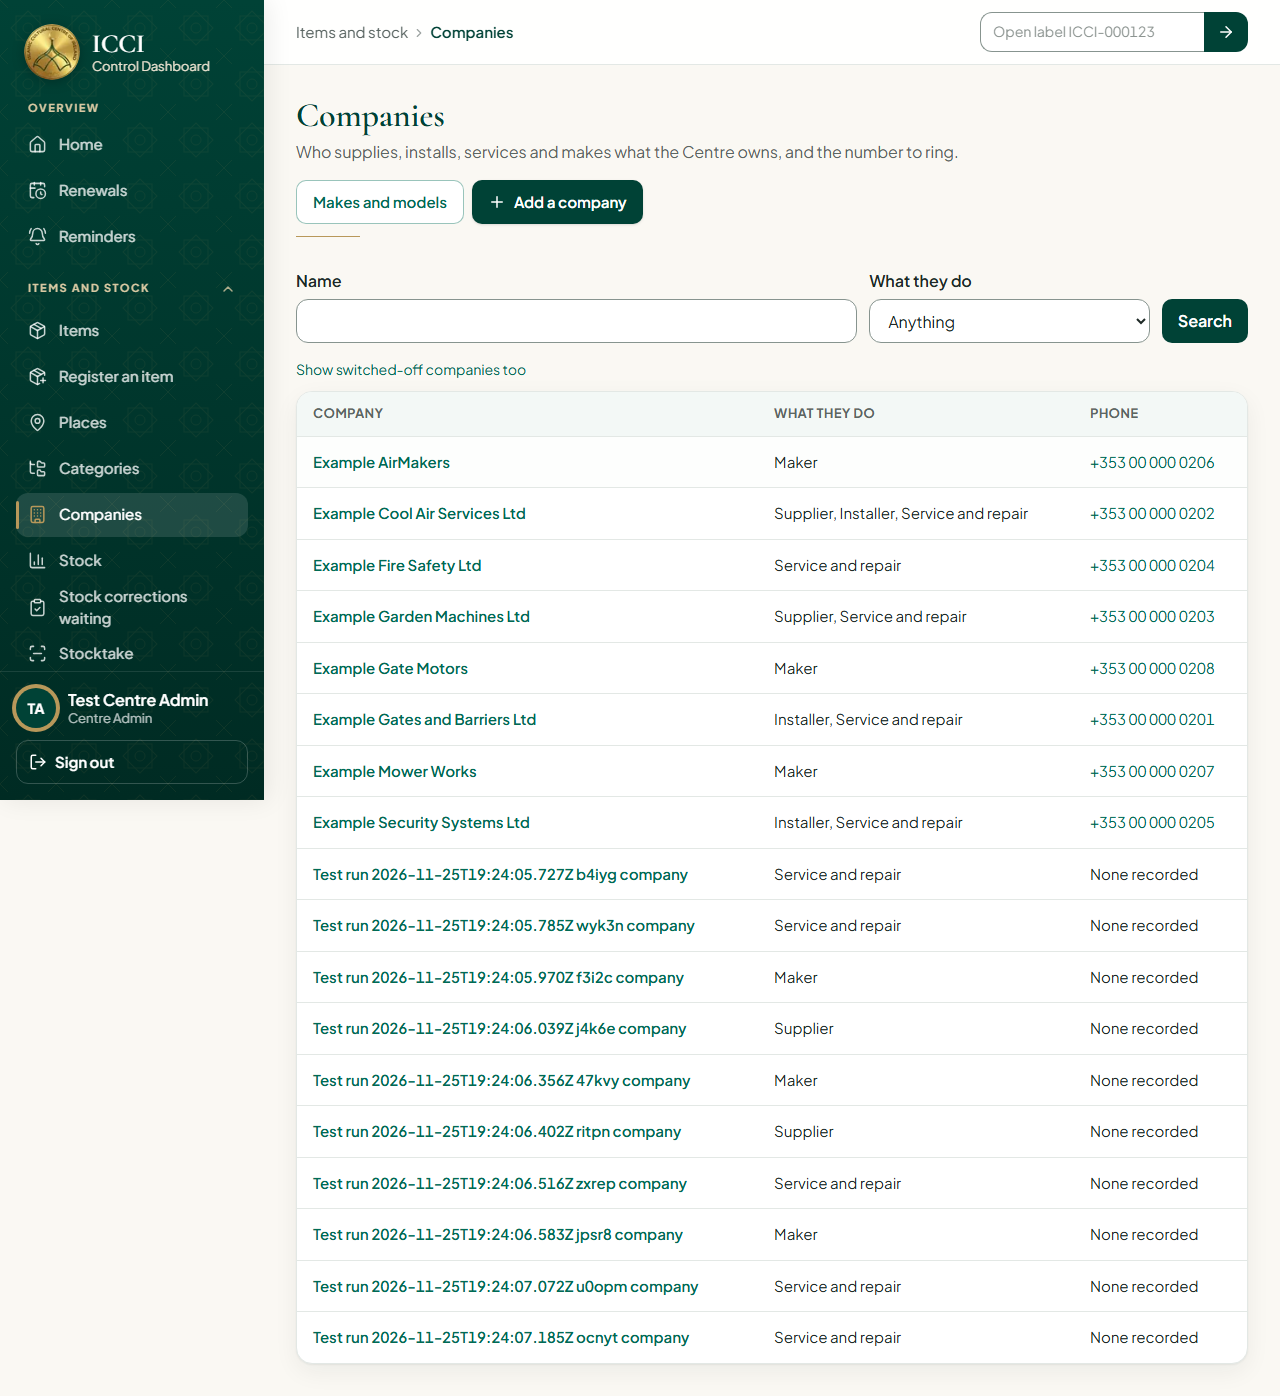 ICCI
Control Dashboard
OVERVIEW
Home
Renewals
Reminders
ITEMS AND STOCK
Items
Register an item
Places
Categories
Companies
Stock
Stock corrections
waiting
Stocktake
TA
Test Centre Admin
Centre Admin
Sign out
Items and stock > Companies
Open label ICCI-000123
Companies
Who supplies, installs, services and makes what the Centre owns, and the number to ring.
Makes and models
+ Add a company
Name
What they do
Anything
Search
Show switched-off companies too
COMPANY WHAT THEY DO PHONE
Example AirMakers Maker +353 00 000 0206
Example Cool Air Services Ltd Supplier, Installer, Service and repair +353 00 000 0202
Example Fire Safety Ltd Service and repair +353 00 000 0204
Example Garden Machines Ltd Supplier, Service and repair +353 00 000 0203
Example Gate Motors Maker +353 00 000 0208
Example Gates and Barriers Ltd Installer, Service and repair +353 00 000 0201
Example Mower Works Maker +353 00 000 0207
Example Security Systems Ltd Installer, Service and repair +353 00 000 0205
Test run 2026-11-25T19:24:05.727Z b4iyg company Service and repair None recorded
Test run 2026-11-25T19:24:05.785Z wyk3n company Service and repair None recorded
Test run 2026-11-25T19:24:05.970Z f3i2c company Maker None recorded
Test run 2026-11-25T19:24:06.039Z j4k6e company Supplier None recorded
Test run 2026-11-25T19:24:06.356Z 47kvy company Maker None recorded
Test run 2026-11-25T19:24:06.402Z ritpn company Supplier None recorded
Test run 2026-11-25T19:24:06.516Z zxrep company Service and repair None recorded
Test run 2026-11-25T19:24:06.583Z jpsr8 company Maker None recorded
Test run 2026-11-25T19:24:07.072Z u0opm company Service and repair None recorded
Test run 2026-11-25T19:24:07.185Z ocnyt company Service and repair None recorded